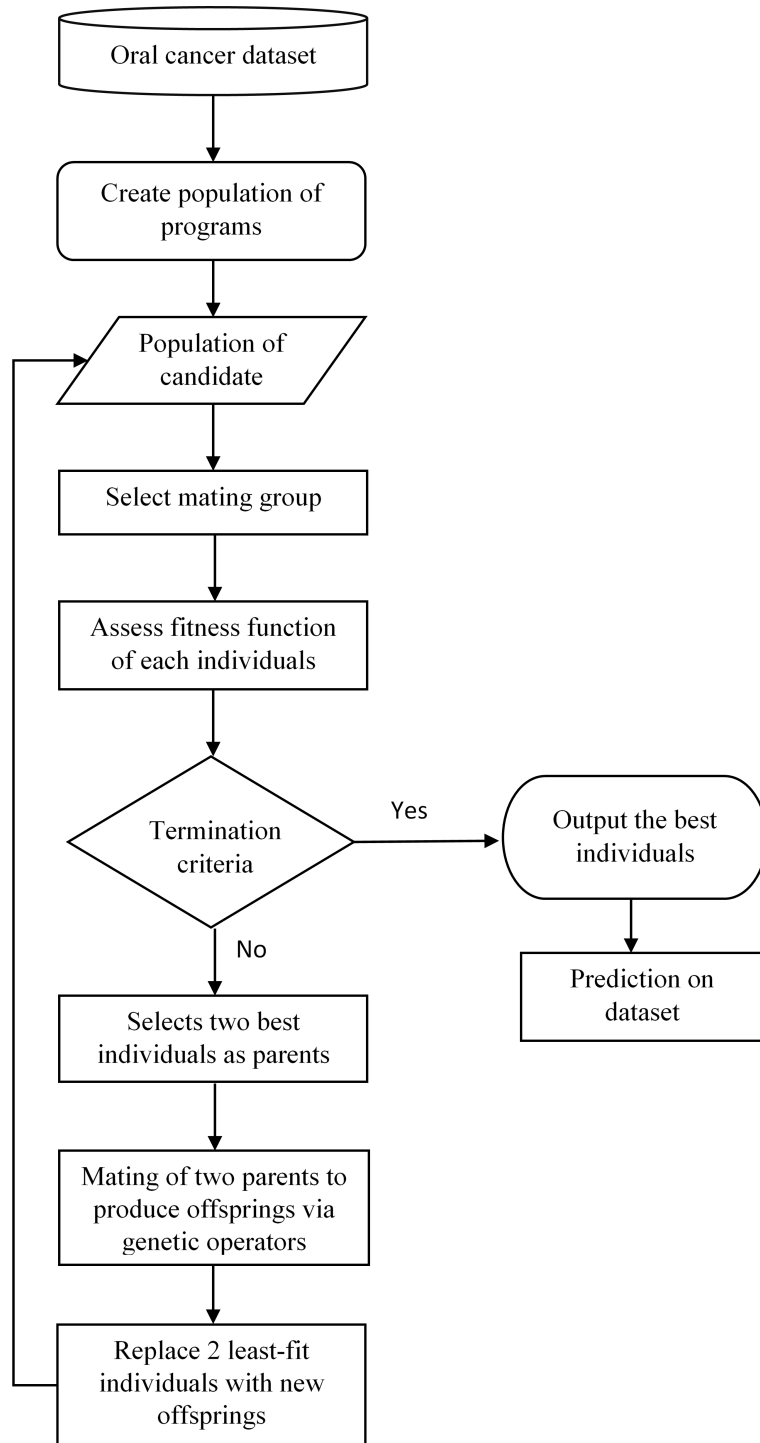 Oral cancer dataset
Create population of
programs
Population of
candidate
Select mating group
Assess fitness function
of each individuals
Termination
criteria
Yes
Output the best
individuals
No
Prediction on
dataset
Selects two best
individuals as parents
Mating of two parents to
produce offsprings via
genetic operators
Replace 2 least-fit
individuals with new
offsprings